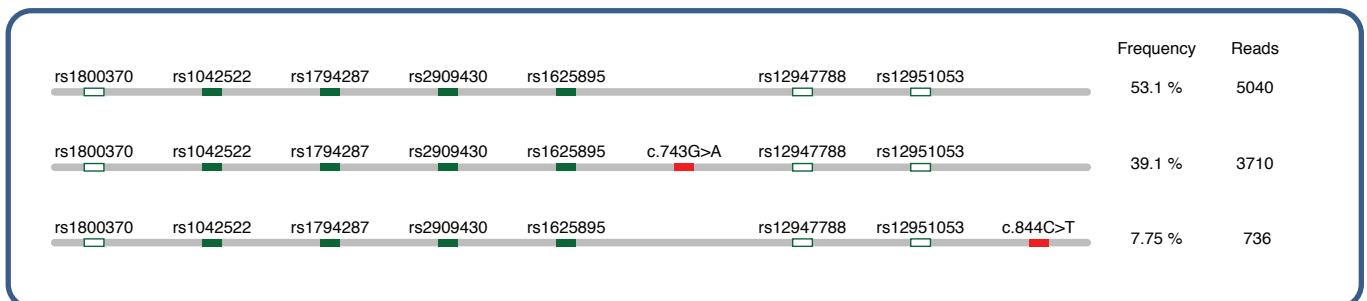 Frequency Reads
rs1800370 rs1042522 rs1794287 rs2909430 rs1625895 rs12947788 rs12951053
53.1 % 5040
rs1800370 rs1042522 rs1794287 rs2909430 rs1625895 c.743G>A rs12947788 rs12951053
39.1 % 3710
rs1800370 rs1042522 rs1794287 rs2909430 rs1625895 rs12947788 rs12951053 c.844C>T
7.75 % 736